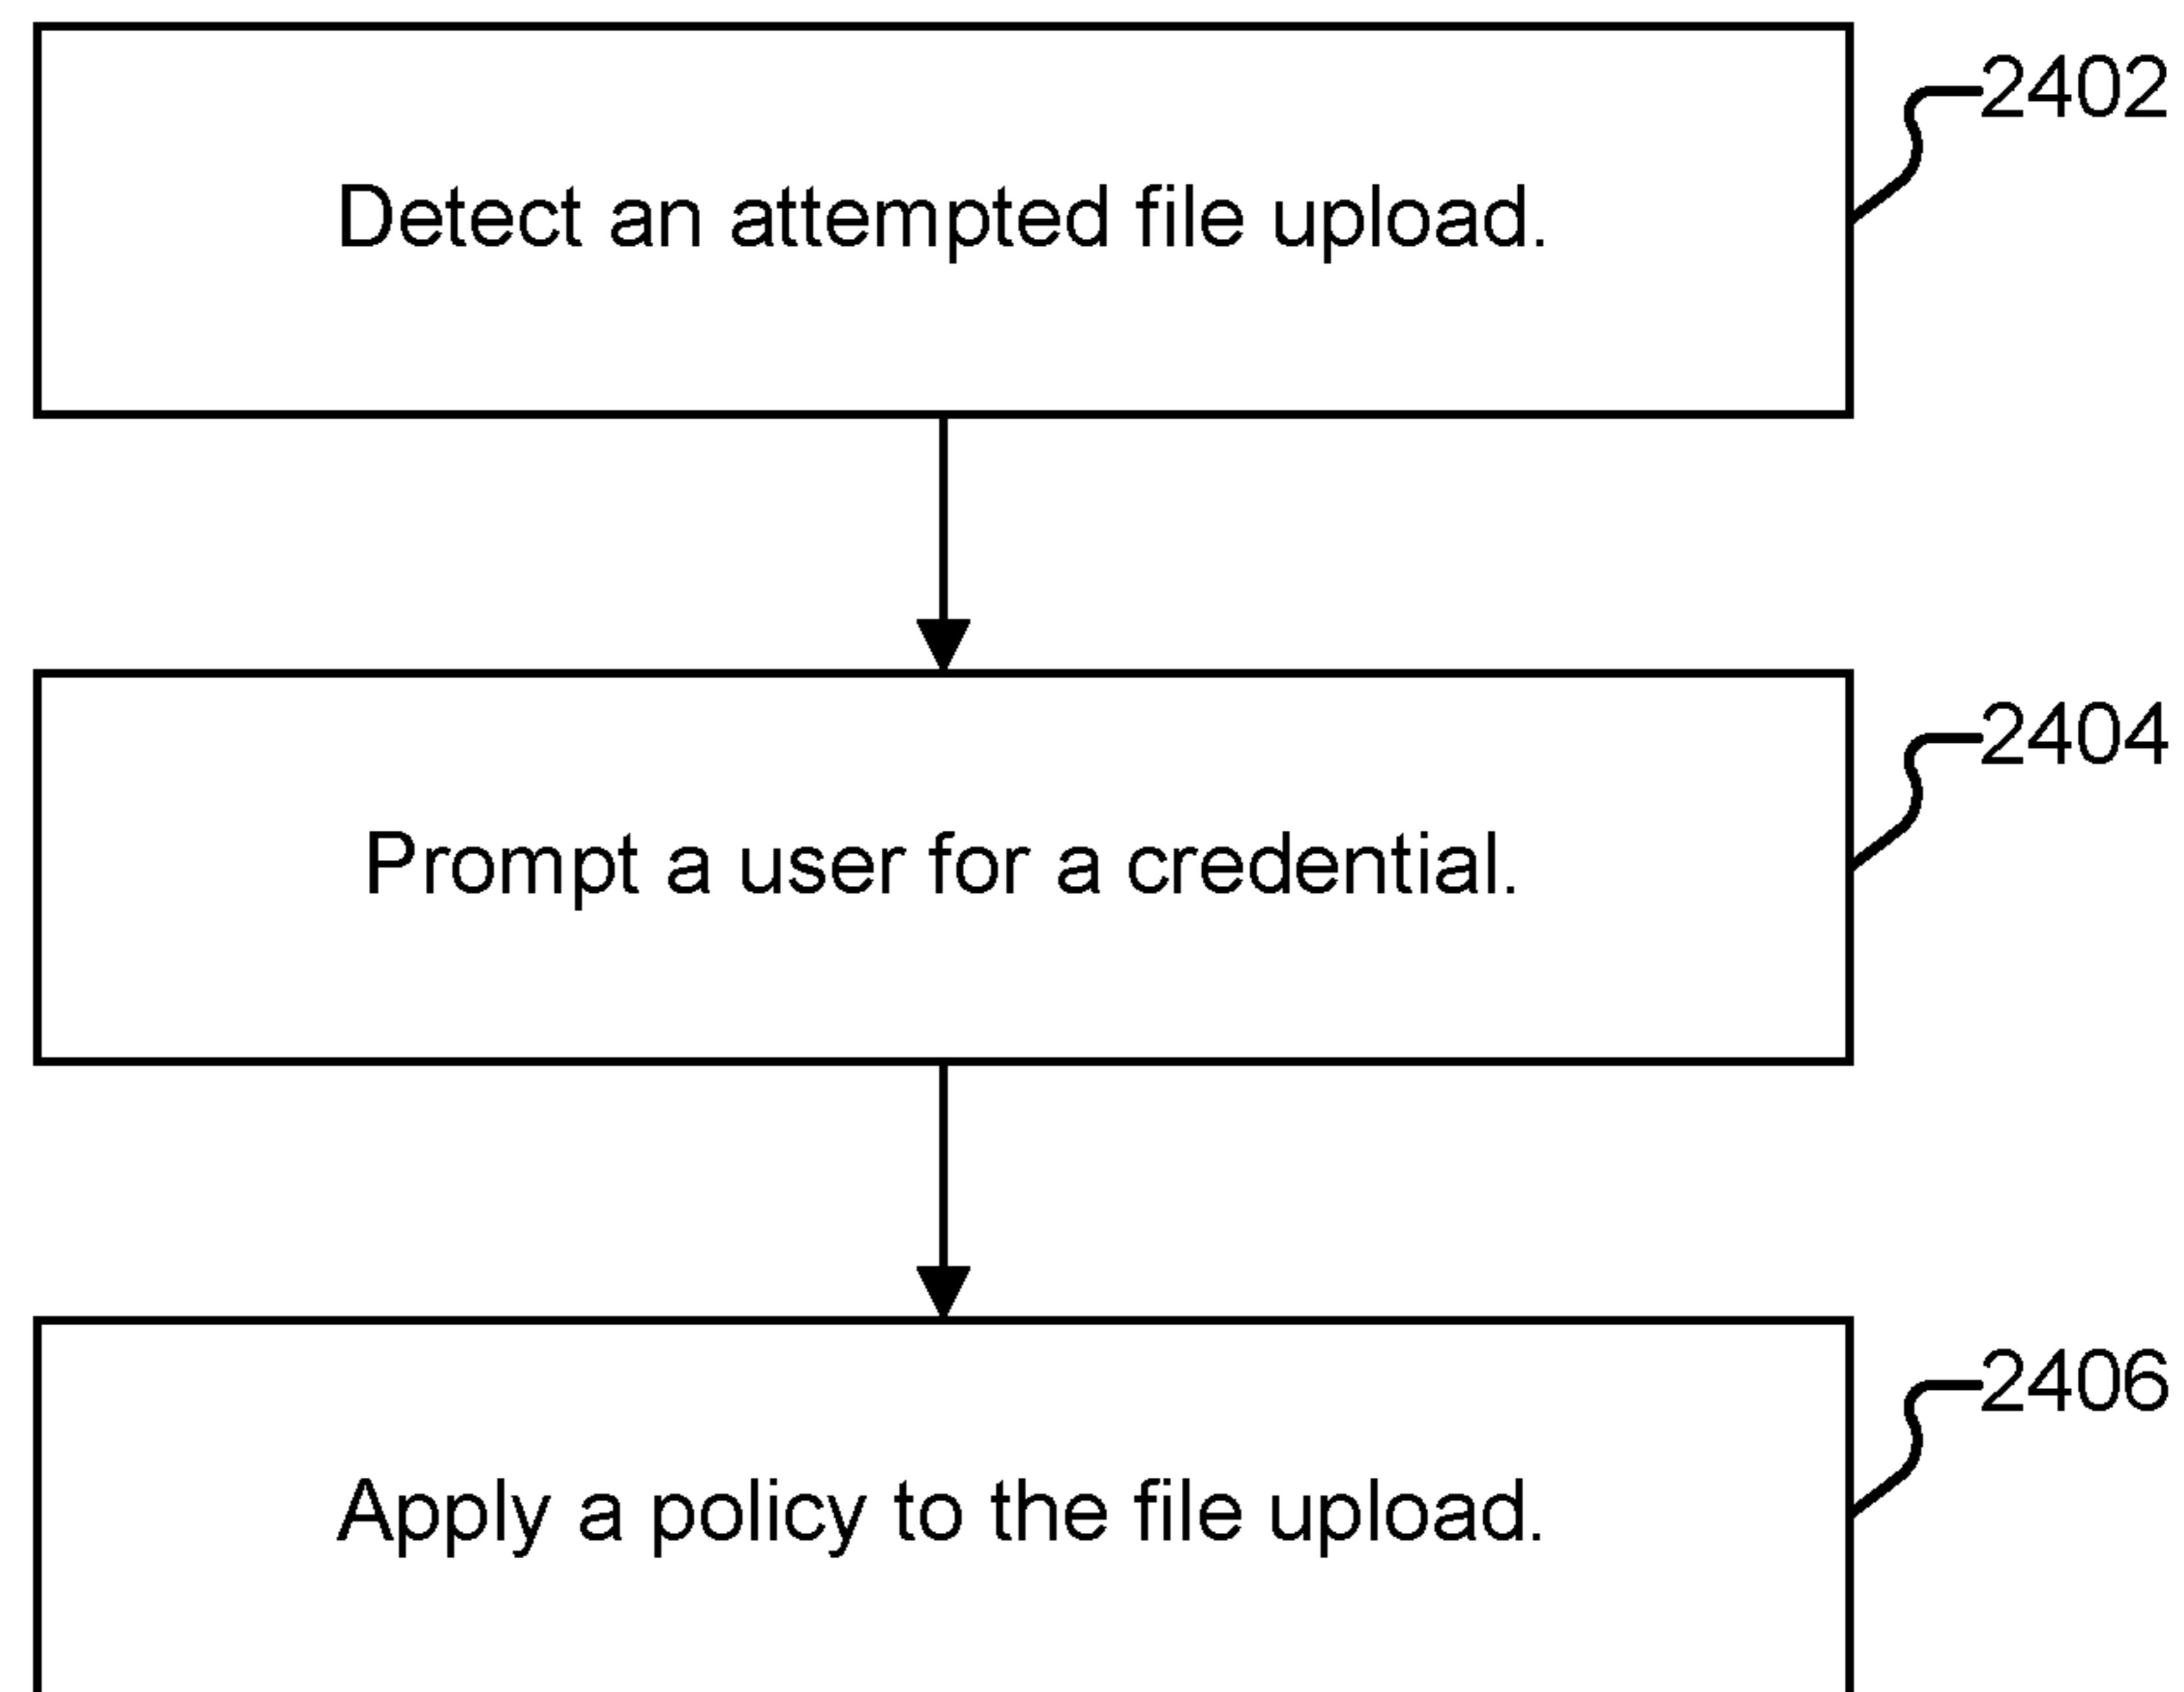 2402
Detect an attempted file upload.
2404
Prompt a user for a credential.
2406
Apply a policy to the file upload.